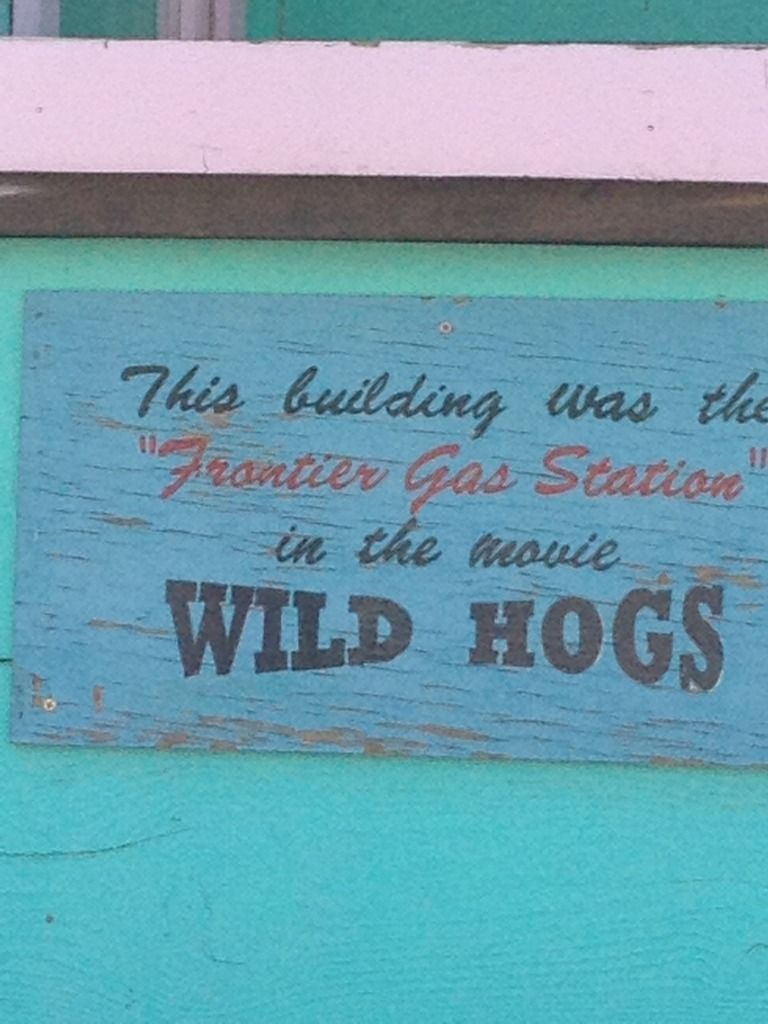 This building was the
"Frontier Gas Station"
in the movie
WILD HOGS